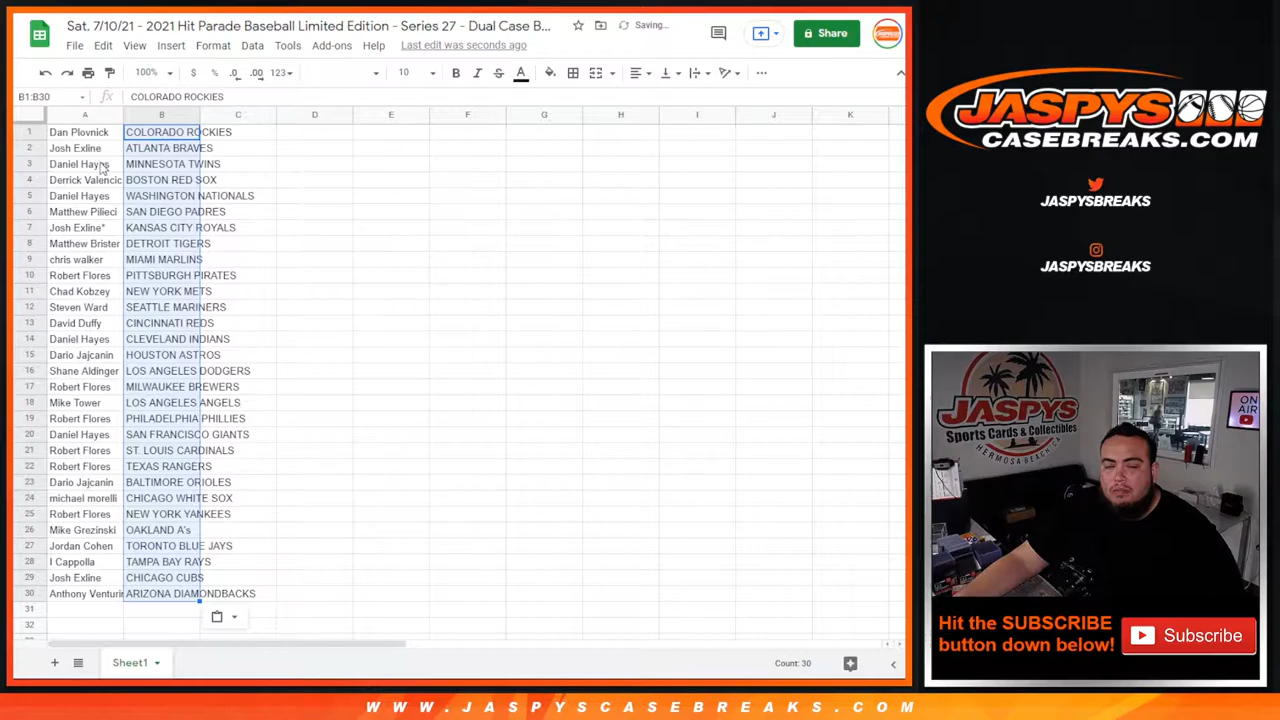 Sat. 7/10/21 - 2021 Hit Parade Baseball Limited Edition - Series 27 - Dual Case B...
Saving...
File Edit View Insert Format Data Tools Add-ons Help Last edit was seconds ago
Share
100% $ % .0 .00 123 10 B I S A
B1:B30 fx COLORADO ROCKIES
A B C D E F G H I J K
1 Dan Plovnick COLORADO ROCKIES
2 Josh Exline ATLANTA BRAVES
3 Daniel Hayes MINNESOTA TWINS
4 Derrick Valencic BOSTON RED SOX
5 Daniel Hayes WASHINGTON NATIONALS
6 Matthew Pilieci SAN DIEGO PADRES
7 Josh Exline* KANSAS CITY ROYALS
8 Matthew Brister DETROIT TIGERS
9 chris walker MIAMI MARLINS
10 Robert Flores PITTSBURGH PIRATES
11 Chad Kobzey NEW YORK METS
12 Steven Ward SEATTLE MARINERS
13 David Duffy CINCINNATI REDS
14 Daniel Hayes CLEVELAND INDIANS
15 Dario Jajcanin HOUSTON ASTROS
16 Shane Aldinger LOS ANGELES DODGERS
17 Robert Flores MILWAUKEE BREWERS
18 Mike Tower LOS ANGELES ANGELS
19 Robert Flores PHILADELPHIA PHILLIES
20 Daniel Hayes SAN FRANCISCO GIANTS
21 Robert Flores ST. LOUIS CARDINALS
22 Robert Flores TEXAS RANGERS
23 Dario Jajcanin BALTIMORE ORIOLES
24 michael morelli CHICAGO WHITE SOX
25 Robert Flores NEW YORK YANKEES
26 Mike Grezinski OAKLAND A's
27 Jordan Cohen TORONTO BLUE JAYS
28 I Cappolla TAMPA BAY RAYS
29 Josh Exline CHICAGO CUBS
30 Anthony Venturin ARIZONA DIAMONDBACKS
31
32
Sheet1
Count: 30
JASPYS
CASEBREAKS.COM
JASPYSBREAKS
JASPYSBREAKS
JASPYS
Sports Cards & Collectibles
HERMOSA BEACH, CA
ON
AIR
Hit the SUBSCRIBE
button down below!
Subscribe
WWW.JASPYSCASEBREAKS.COM